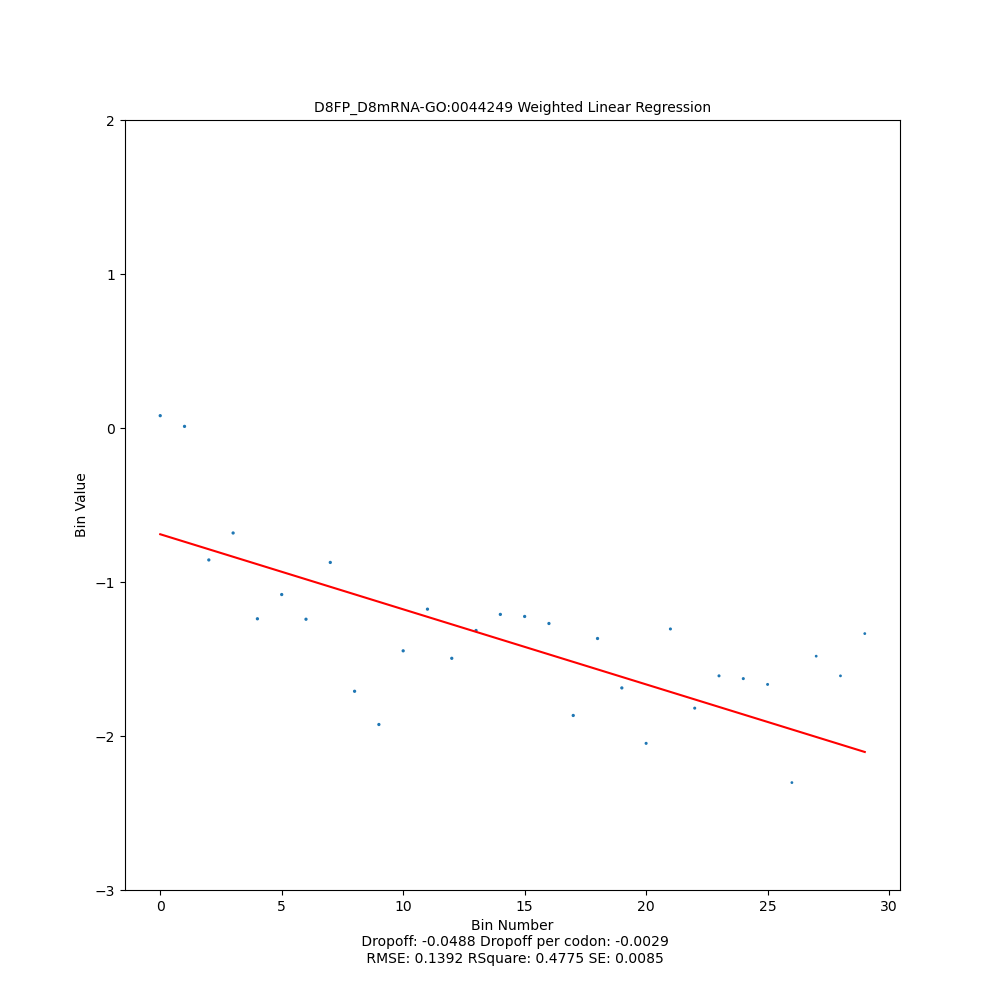 D8FP_D8mRNA-GO:0044249 Weighted Linear Regression
2
1
0
−1
−2
−3
Bin Value
0 5 10 15 20 25 30
Bin Number
Dropoff: -0.0488 Dropoff per codon: -0.0029
RMSE: 0.1392 RSquare: 0.4775 SE: 0.0085